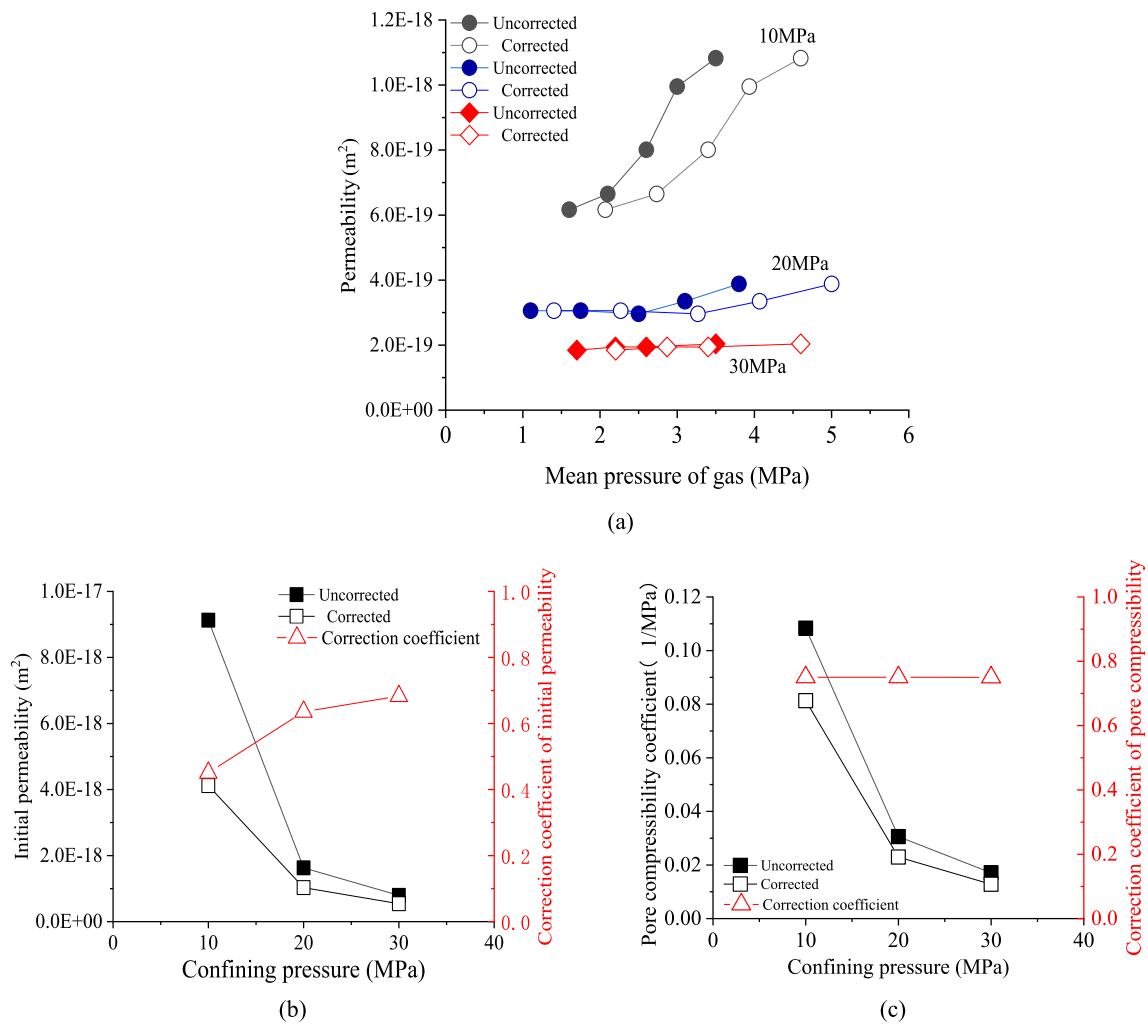 Uncorrected
Corrected
Uncorrected
Corrected
Uncorrected
Corrected
10MPa
20MPa
30MPa
1.2E-18
1.0E-18
8.0E-19
6.0E-19
4.0E-19
2.0E-19
0.0E+00
Permeability (m²)
0 1 2 3 4 5 6
Mean pressure of gas (MPa)
(a)
Uncorrected
Corrected
Correction coefficient
1.0E-17
8.0E-18
6.0E-18
4.0E-18
2.0E-18
0.0E+00
Initial permeability (m²)
1.0
0.8
0.6
0.4
0.2
0.0
Correction coefficient of initial permeability
0 10 20 30 40
Confining pressure (MPa)
(b)
0.12
0.10
0.08
0.06
0.04
0.02
0.00
Pore compressibility coefficient( 1/MPa)
Uncorrected
Corrected
Correction coefficient
1.0
0.8
0.6
0.4
0.2
0.0
Correction coefficient of pore compressibility
0 10 20 30 40
Confining pressure (MPa)
(c)